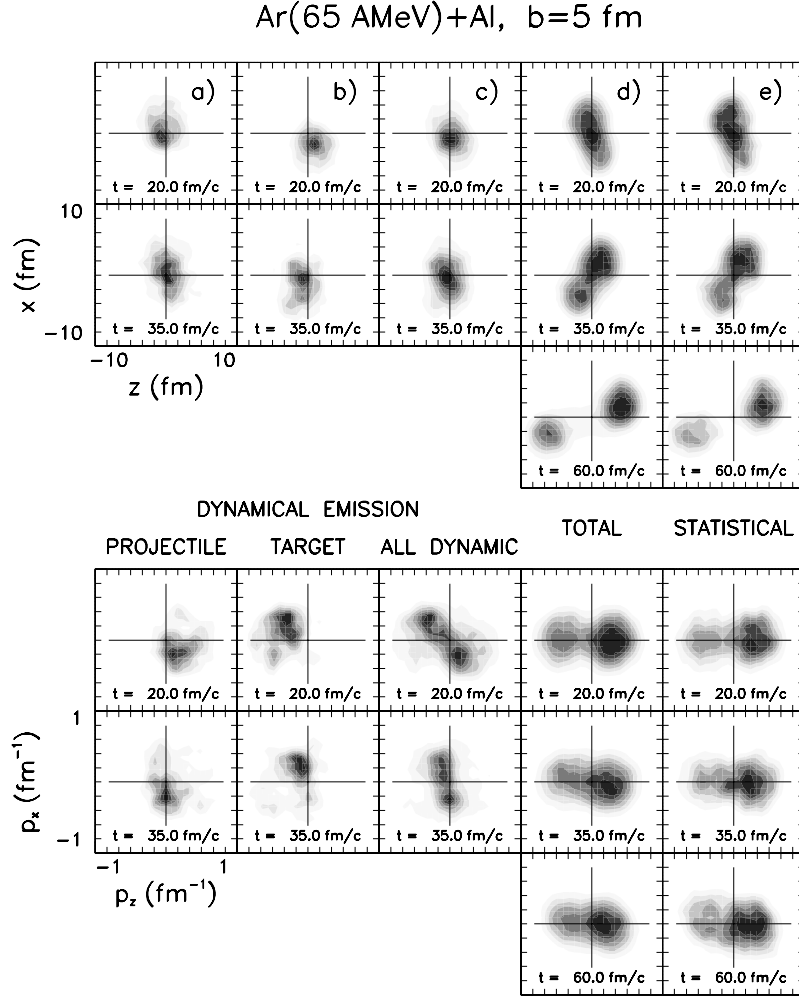 Ar(65 AMeV)+Al, b=5 fm
a) b) c) d) e)
t = 20.0 fm/c t = 20.0 fm/c t = 20.0 fm/c t = 20.0 fm/c t = 20.0 fm/c
10
x (fm)
t = 35.0 fm/c t = 35.0 fm/c t = 35.0 fm/c t = 35.0 fm/c t = 35.0 fm/c
−10
−10 10
z (fm)
t = 60.0 fm/c t = 60.0 fm/c
DYNAMICAL EMISSION
TOTAL STATISTICAL
PROJECTILE TARGET ALL DYNAMIC
t = 20.0 fm/c t = 20.0 fm/c t = 20.0 fm/c t = 20.0 fm/c t = 20.0 fm/c
1
pₓ (fm⁻¹)
t = 35.0 fm/c t = 35.0 fm/c t = 35.0 fm/c t = 35.0 fm/c t = 35.0 fm/c
−1
−1 1
p_z (fm⁻¹)
t = 60.0 fm/c t = 60.0 fm/c